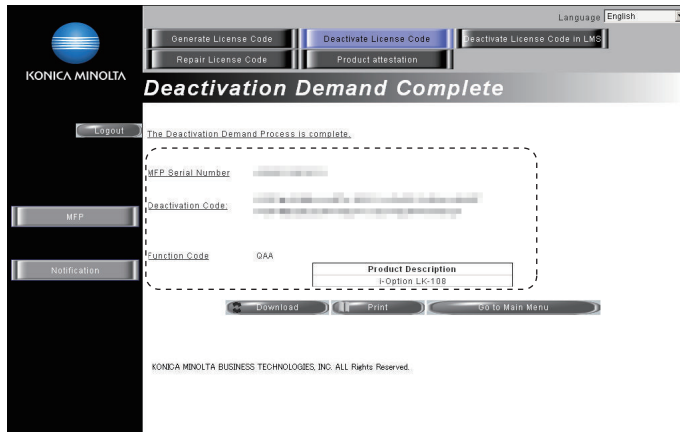 Language English
Generate License Code
Deactivate License Code
Deactivate License Code in LMS
Repair License Code
Product attestation
KONICA MINOLTA
Deactivation Demand Complete
Logout
The Deactivation Demand Process is complete.
MFP Serial Number
Deactivation Code:
MFP
Function Code QAA
Notification
Product Description
i-Option LK-108
Download
Print
Go to Main Menu
KONICA MINOLTA BUSINESS TECHNOLOGIES, INC. ALL Rights Reserved.